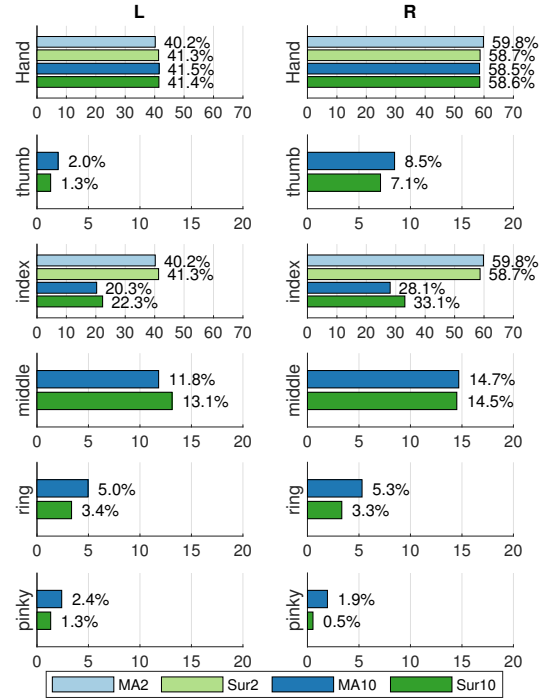 L R
Hand
40.2%
41.3%
41.5%
41.4%
0 10 20 30 40 50 60 70
Hand
59.8%
58.7%
58.5%
58.6%
0 10 20 30 40 50 60 70
thumb
2.0%
1.3%
0 5 10 15 20
thumb
8.5%
7.1%
0 5 10 15 20
index
40.2%
41.3%
20.3%
22.3%
0 10 20 30 40 50 60 70
index
59.8%
58.7%
28.1%
33.1%
0 10 20 30 40 50 60 70
middle
11.8%
13.1%
0 5 10 15 20
middle
14.7%
14.5%
0 5 10 15 20
ring
5.0%
3.4%
0 5 10 15 20
ring
5.3%
3.3%
0 5 10 15 20
pinky
2.4%
1.3%
0 5 10 15 20
pinky
1.9%
0.5%
0 5 10 15 20
MA2 Sur2 MA10 Sur10